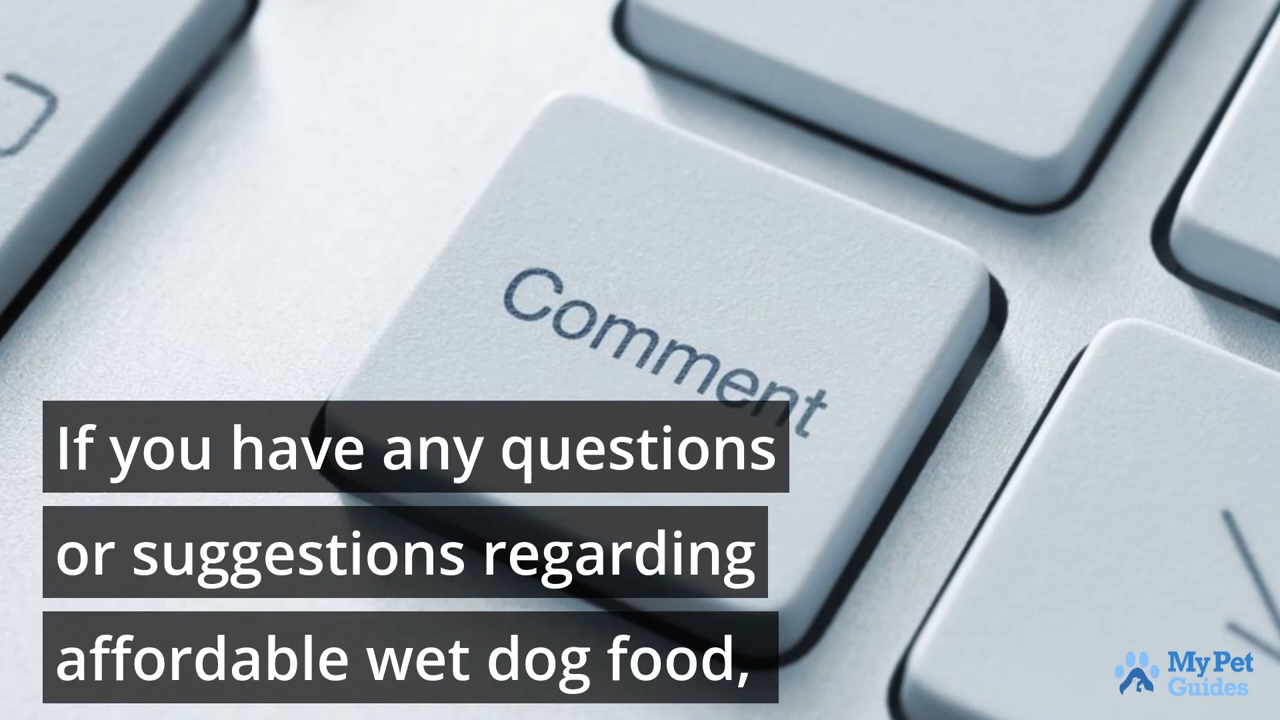 Comment
If you have any questions
or suggestions regarding
affordable wet dog food,
My Pet
Guides